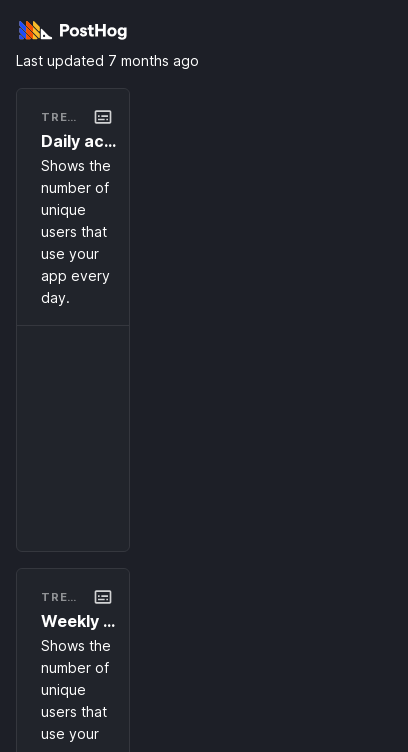 PostHog
Last updated 7 months ago
TRE...
Daily ac...
Shows the
number of
unique
users that
use your
app every
day.
TRE...
Weekly ...
Shows the
number of
unique
users that
use your